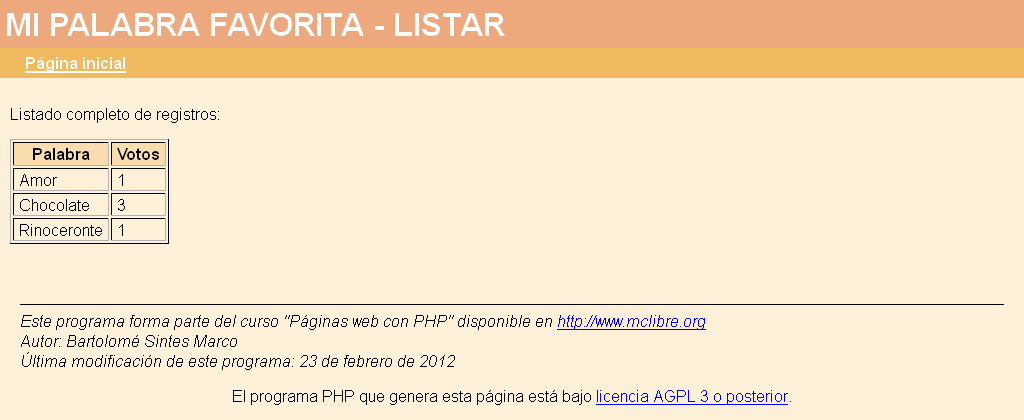 MI PALABRA FAVORITA - LISTAR
Página inicial
Listado completo de registros:
Palabra Votos
Amor 1
Chocolate 3
Rinoceronte 1
Este programa forma parte del curso "Páginas web con PHP" disponible en http://www.mclibre.org
Autor: Bartolomé Sintes Marco
Última modificación de este programa: 23 de febrero de 2012
El programa PHP que genera esta página está bajo licencia AGPL 3 o posterior.